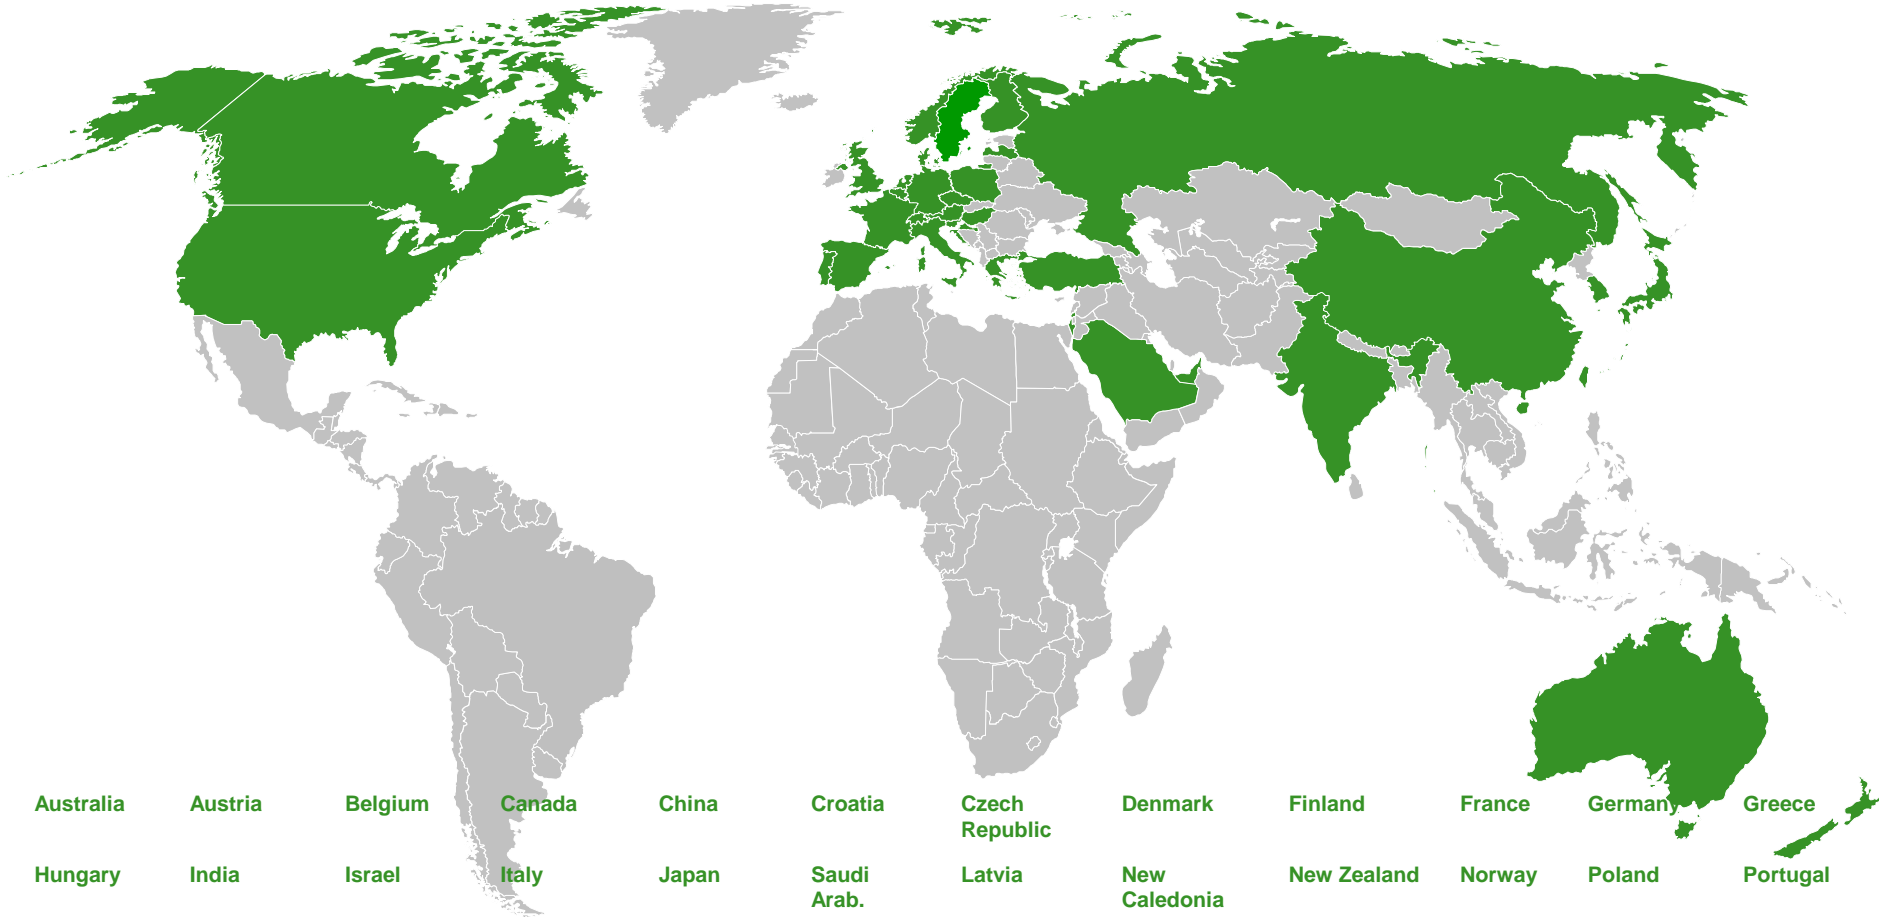 Australia Austria Belgium Canada China Croatia Czech Denmark Finland France Germany Greece
Republic
Hungary India Israel Italy Japan Saudi Latvia New New Zealand Norway Poland Portugal
Arab. Caledonia